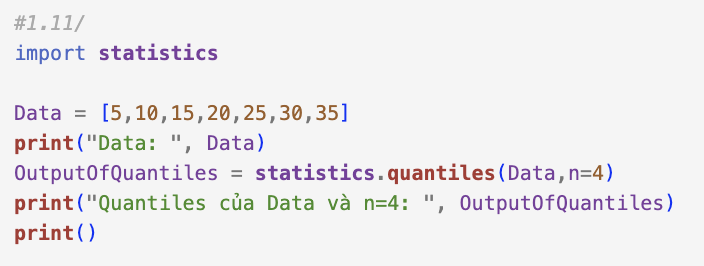 #1.11/
import statistics
Data = [5,10,15,20,25,30,35]
print("Data: ", Data)
OutputOfQuantiles = statistics.quantiles(Data,n=4)
print("Quantiles của Data và n=4: ", OutputOfQuantiles)
print()